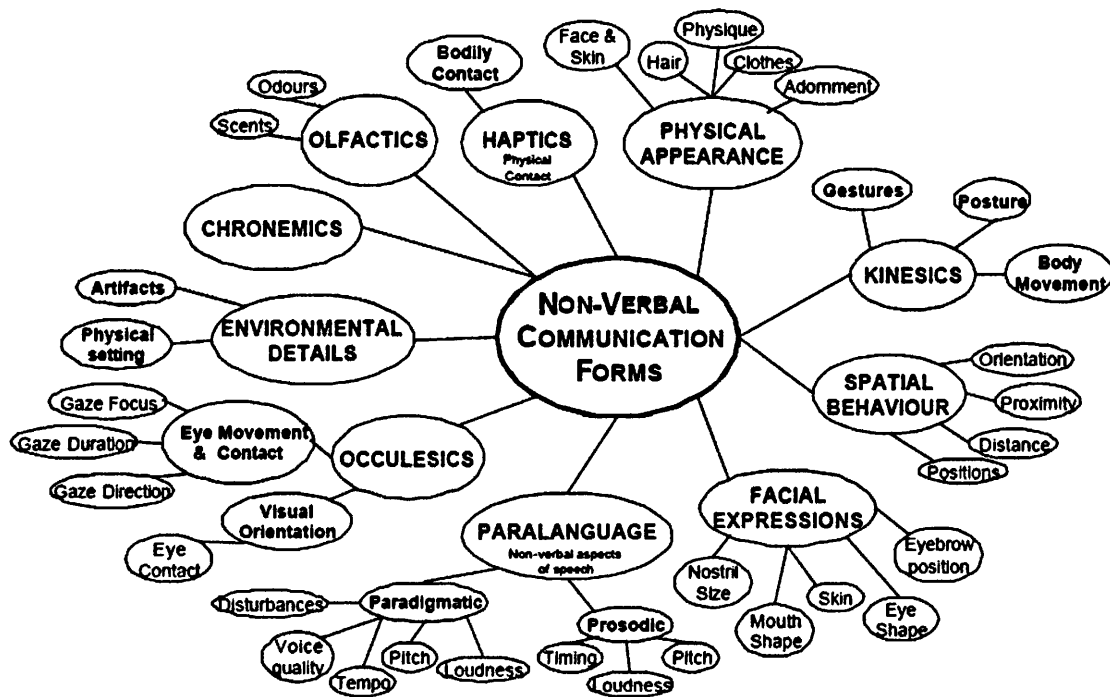 Physique
Face &
Skin
Hair
Clothes
Adornment
PHYSICAL
APPEARANCE
Bodily
Contact
HAPTICS
Physical
Contact
Odours
Scents
OLFACTICS
CHRONEMICS
Gestures
Posture
KINESICS
Body
Movement
Artifacts
Physical
setting
ENVIRONMENTAL
DETAILS
NON-VERBAL
COMMUNICATION
FORMS
SPATIAL
BEHAVIOUR
Orientation
Proximity
Distance
Positions
Gaze Focus
Gaze Duration
Gaze Direction
Eye Movement
& Contact
OCCULESICS
Visual
Orientation
Eye
Contact
FACIAL
EXPRESSIONS
Nostril
Size
Mouth
Shape
Skin
Eye
Shape
Eyebrow
position
PARALANGUAGE
Non-verbal aspects
of speech
Disturbances
Paradigmatic
Voice
quality
Tempo
Pitch
Loudness
Prosodic
Timing
Loudness
Pitch